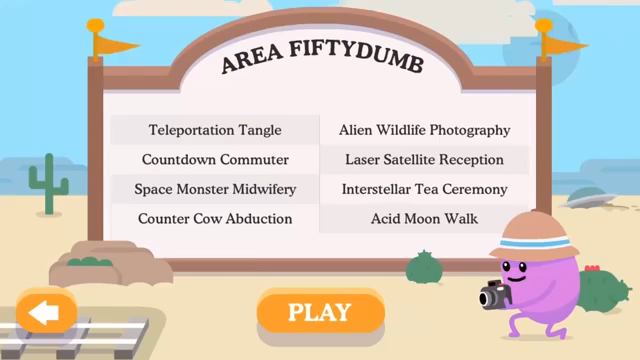 AREA FIFTYDUMB
Teleportation Tangle
Alien Wildlife Photography
Countdown Commuter
Laser Satellite Reception
Space Monster Midwifery
Interstellar Tea Ceremony
Counter Cow Abduction
Acid Moon Walk
PLAY